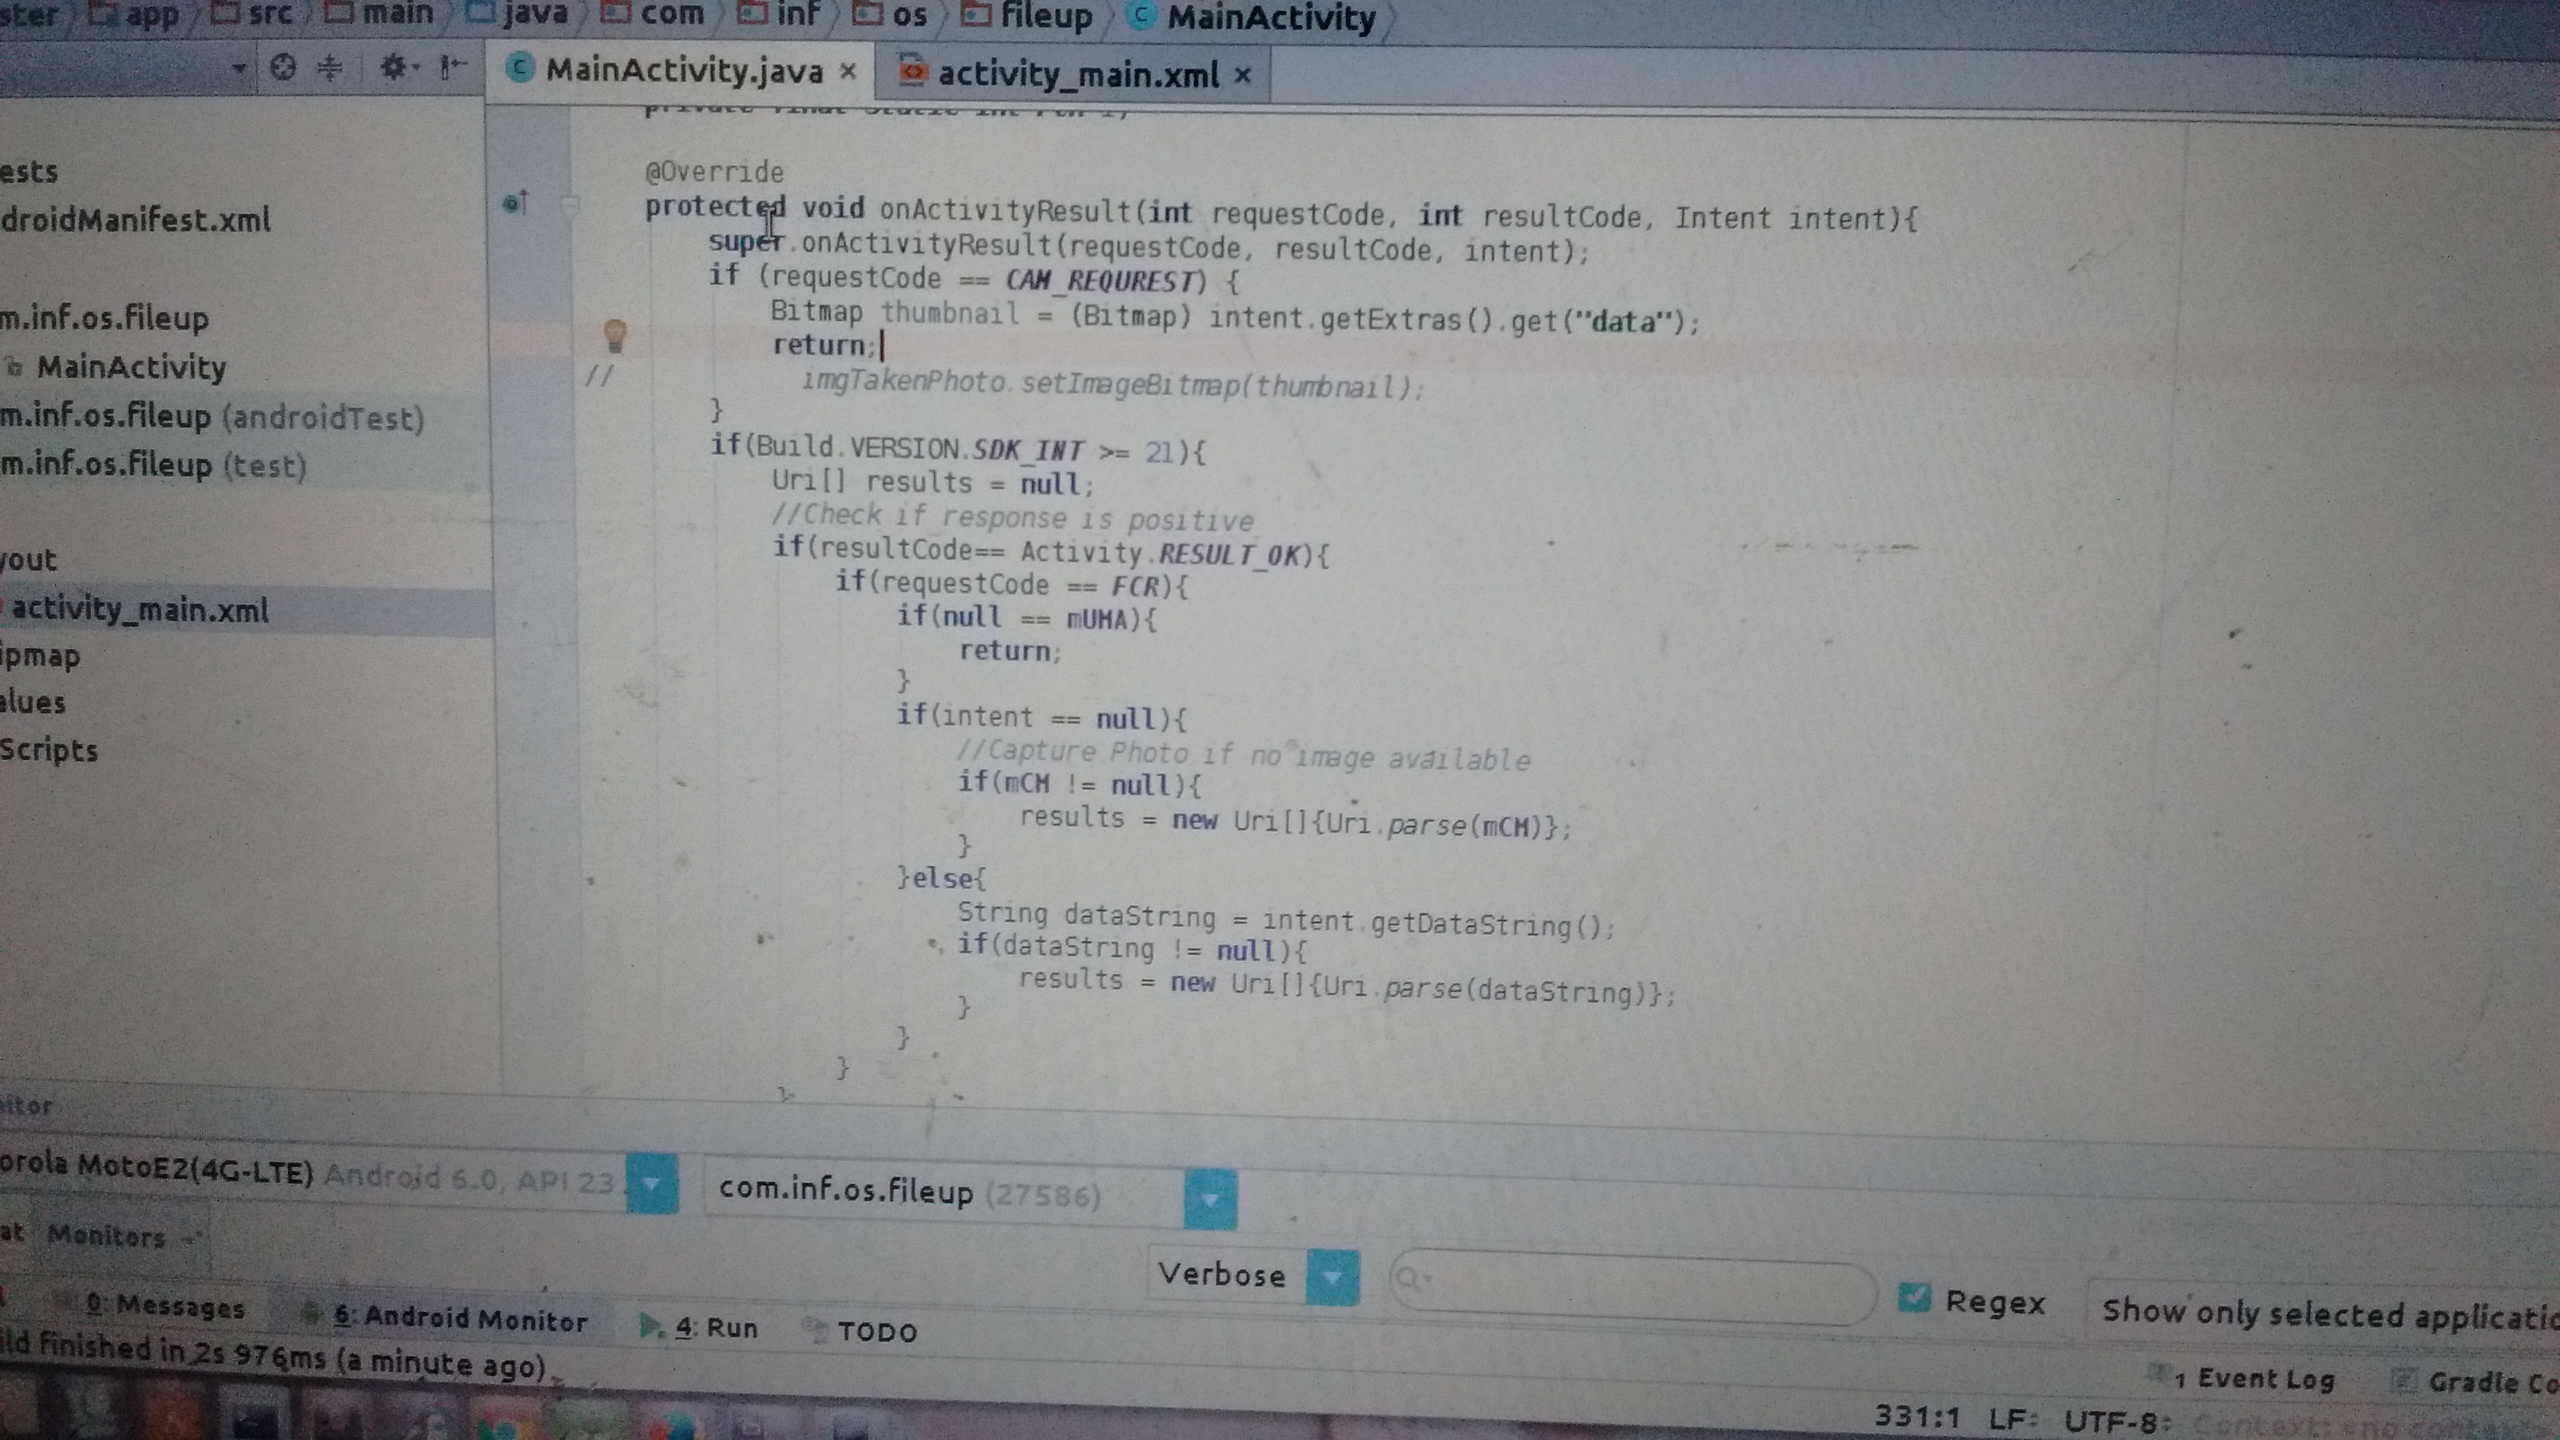 ster app src main java com inf os fileup MainActivity
MainActivity.java × activity_main.xml ×
ests
droidManifest.xml
m.inf.os.fileup
MainActivity
m.inf.os.fileup (androidTest)
m.inf.os.fileup (test)
yout
activity_main.xml
ipmap
alues
Scripts
private final static int
@Override
protected void onActivityResult(int requestCode, int resultCode, Intent intent){
super.onActivityResult(requestCode, resultCode, intent);
if (requestCode == CAM_REQUREST) {
Bitmap thumbnail = (Bitmap) intent.getExtras().get("data");
return;
// imgTakenPhoto.setImageBitmap(thumbnail);
}
if(Build.VERSION.SDK_INT >= 21){
Uri[] results = null;
//Check if response is positive
if(resultCode== Activity.RESULT_OK){
if(requestCode == FCR){
if(null == mUMA){
return;
}
if(intent == null){
//Capture Photo if no image available
if(mCM != null){
results = new Uri[]{Uri.parse(mCM)};
}
}else{
String dataString = intent.getDataString();
if(dataString != null){
results = new Uri[]{Uri.parse(dataString)};
}
}
}
}
itor
orola MotoE2(4G-LTE) Android 6.0, API 23 com.inf.os.fileup (27586)
at Monitors
Verbose Regex Show only selected applicatio
0: Messages 6: Android Monitor 4: Run TODO
ild finished in 2s 976ms (a minute ago)
1 Event Log Gradle Co
331:1 LF: UTF-8: Context: <no contex